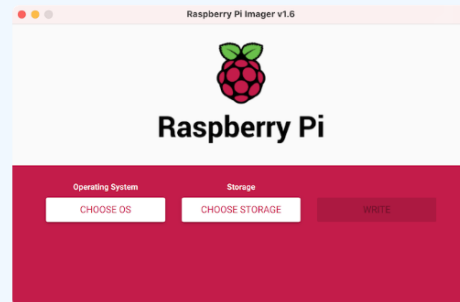 Raspberry Pi Imager v1.6
Raspberry Pi
Operating System
Storage
CHOOSE OS
CHOOSE STORAGE
WRITE